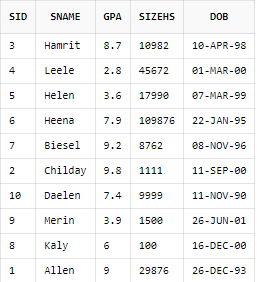 SID SNAME GPA SIZEHS DOB
3 Hamrit 8.7 10982 10-APR-98
4 Leele 2.8 45672 01-MAR-00
5 Helen 3.6 17990 07-MAR-99
6 Heena 7.9 109876 22-JAN-95
7 Biesel 9.2 8762 08-NOV-96
2 Childay 9.8 1111 11-SEP-00
10 Daelen 7.4 9999 11-NOV-90
9 Merin 3.9 1500 26-JUN-01
8 Kaly 6 100 16-DEC-00
1 Allen 9 29876 26-DEC-93